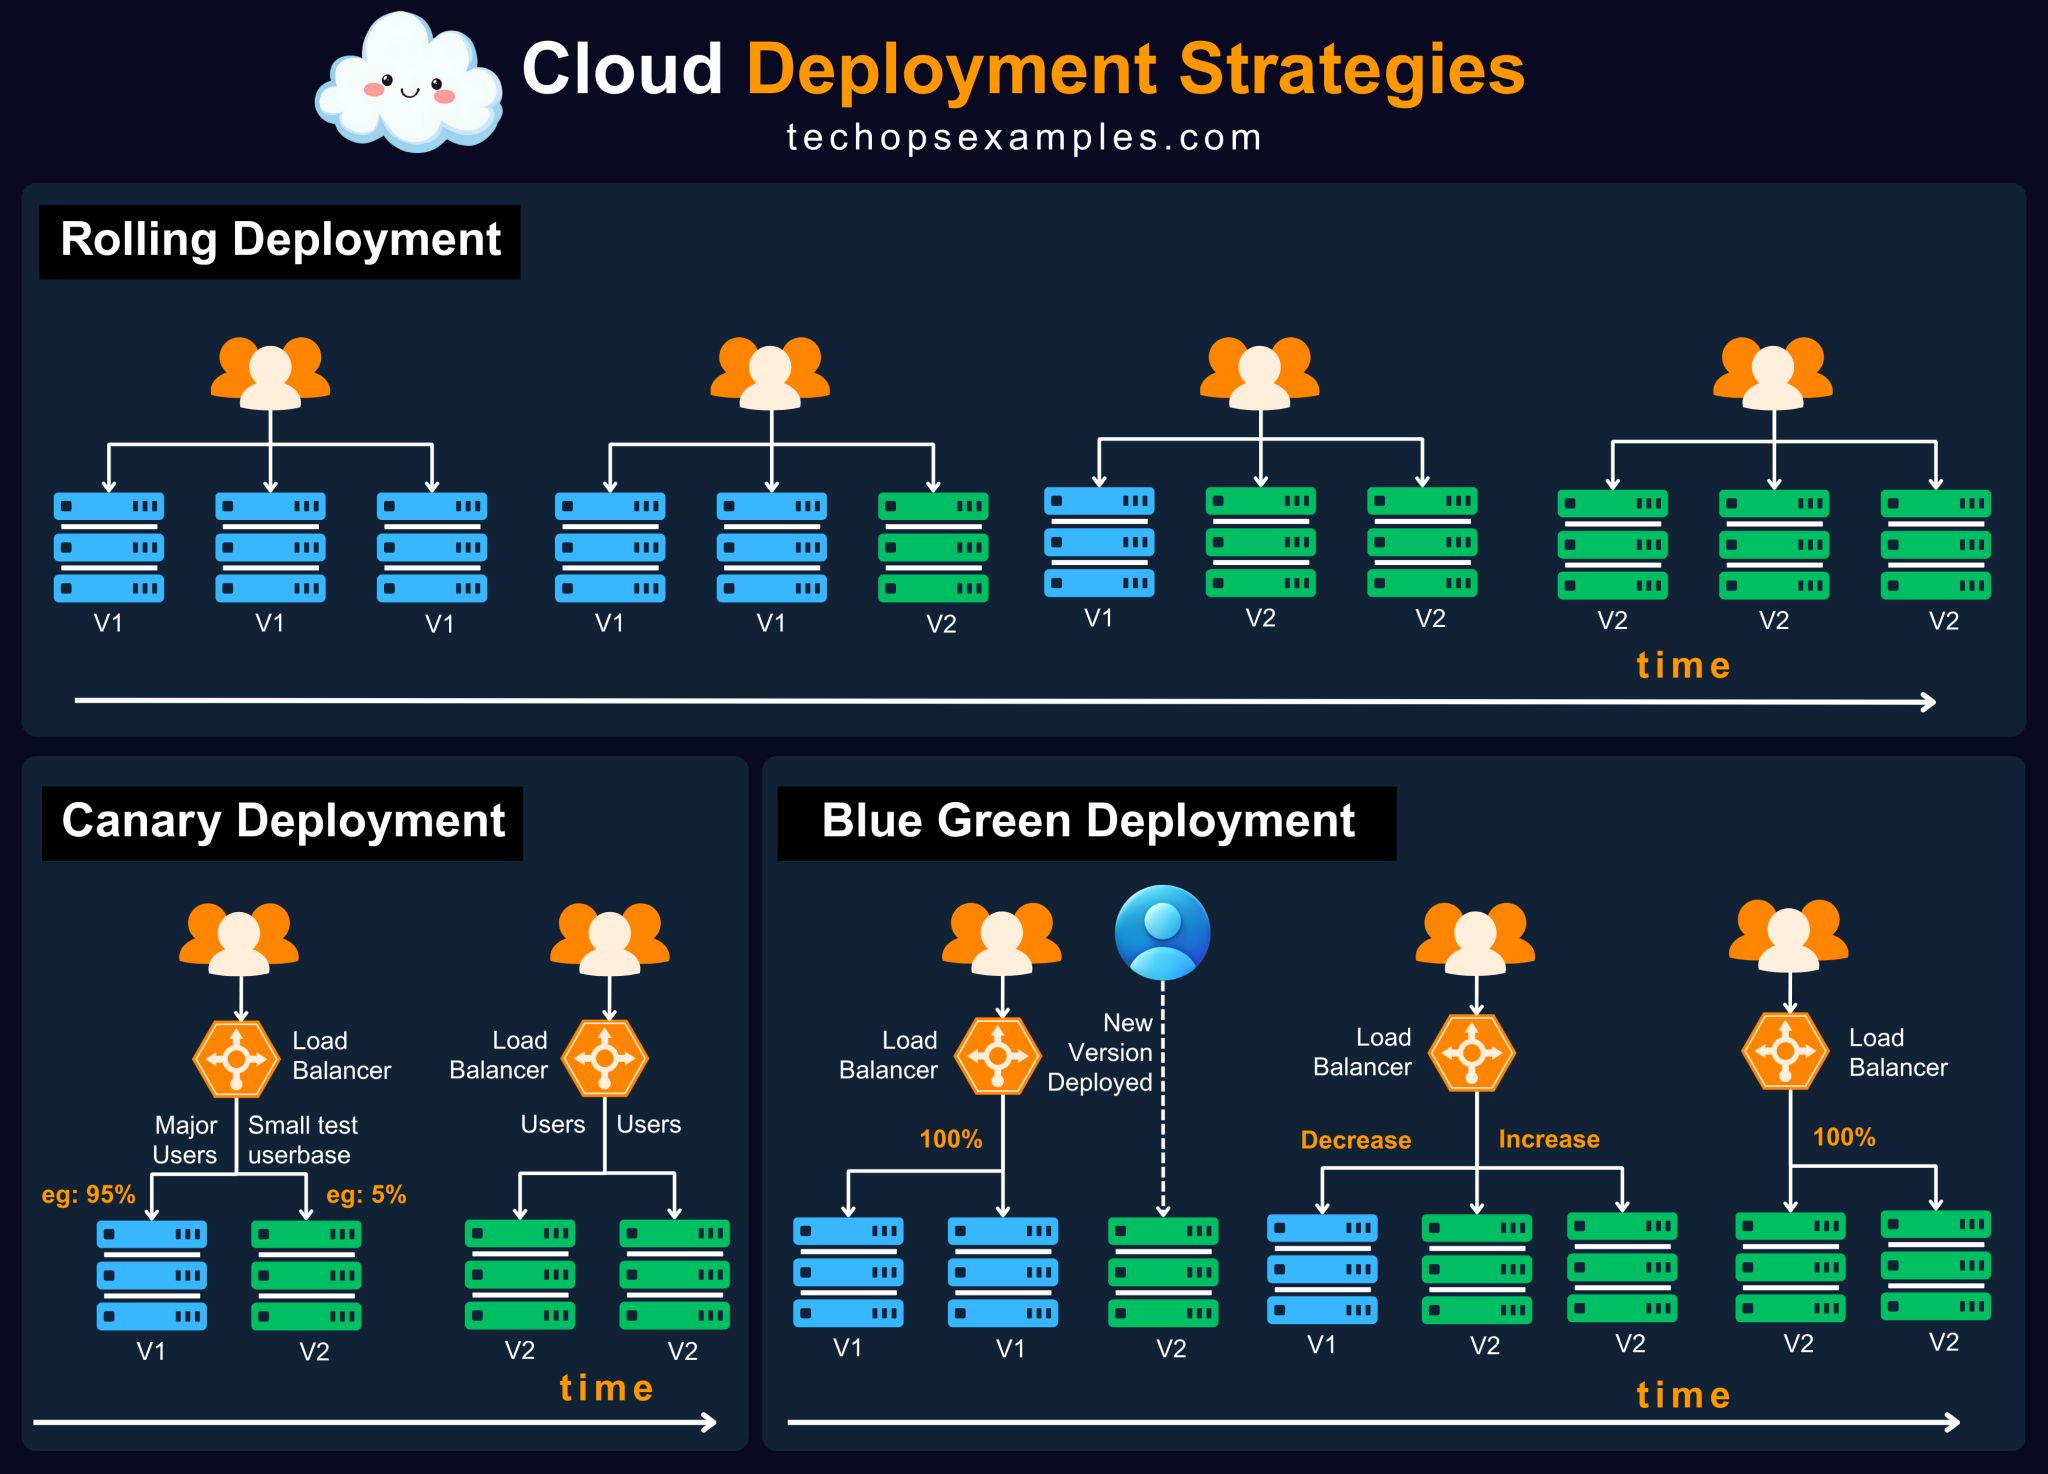 Cloud Deployment Strategies
techopsexamples.com
Rolling Deployment
V1
V1
V1
V1
V1
V2
V1
V2
V2
V2
V2
V2
time
Canary Deployment
Load
Balancer
Major
Users
Small test
userbase
eg: 95%
eg: 5%
V1
V2
Load
Balancer
Users
Users
V2
V2
time
Blue Green Deployment
Load
Balancer
100%
New
Version
Deployed
V1
V1
V2
Load
Balancer
Decrease
Increase
V1
V2
V2
Load
Balancer
100%
V2
V2
time